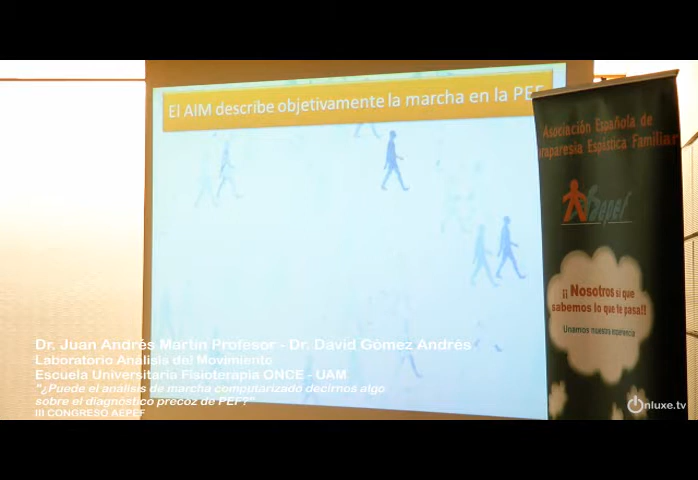 El AIM describe objetivamente la marcha en la PEF
Asociación Española de
araparesia Espástica Familiar
aepef
¡¡ Nosotros si que
sabemos lo que te pasa!!
Unamos nuestra experiencia
Dr. Juan Andrés Martín Profesor - Dr. David Gómez Andrés
Laboratorio Análisis del Movimiento
Escuela Universitaria Fisioterapia ONCE - UAM
"¿Puede el análisis de marcha computarizado decirnos algo
sobre el diagnóstico precoz de PEF?"
III CONGRESO AEPEF
onluxe.tv